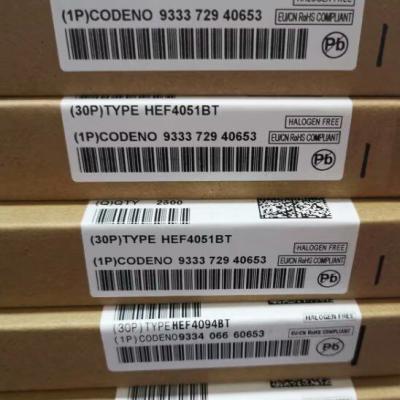 (1P)CODENO 9333 729 40653
EU/CN RoHS COMPLIANT
Pb
(30P)TYPE HEF4051BT
HALOGEN FREE
(1P)CODENO 9333 729 40653
EU/CN RoHS COMPLIANT
Pb
(Q)QTY 2500
(30P)TYPE HEF4051BT
HALOGEN FREE
(1P)CODENO 9333 729 40653
EU/CN RoHS COMPLIANT
Pb
(30P)TYPE HEF4094BT
HALOGEN FREE
(1P)CODENO 9334 066 60653
EU/CN RoHS COMPLIANT
Pb